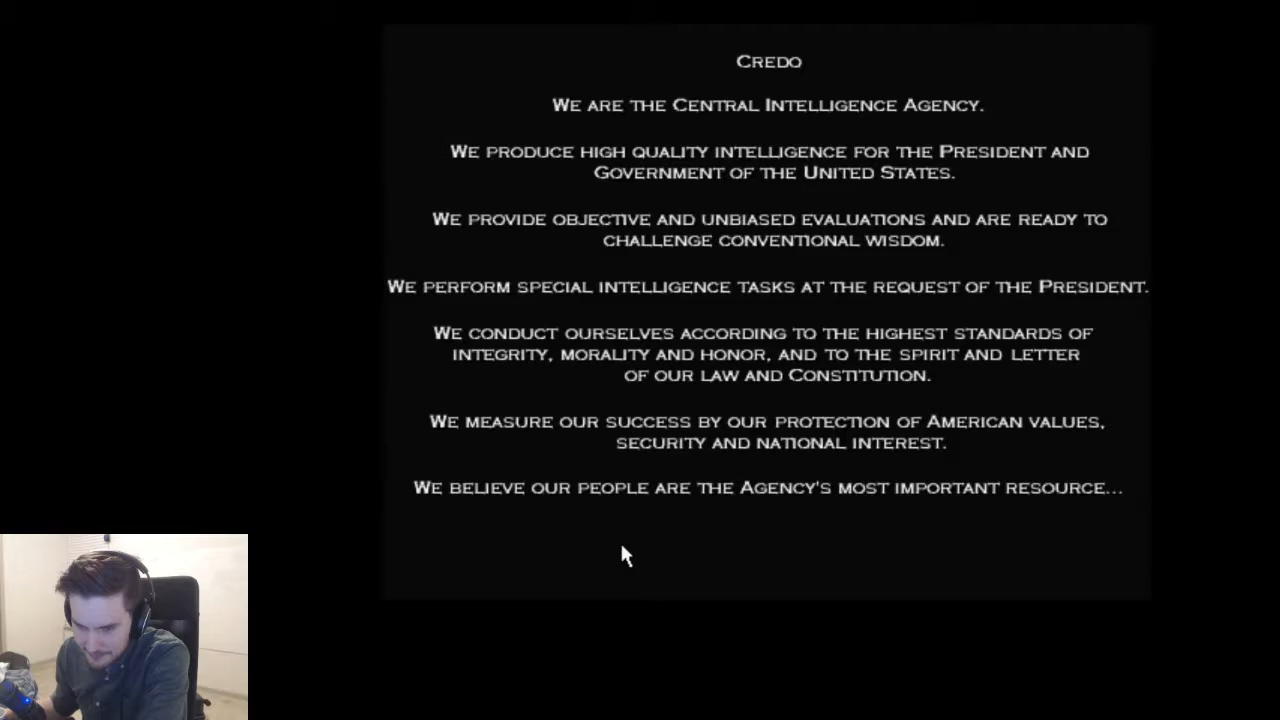 Credo
We are the Central Intelligence Agency.
We produce high quality intelligence for the President and
Government of the United States.
We provide objective and unbiased evaluations and are ready to
challenge conventional wisdom.
We perform special intelligence tasks at the request of the President.
We conduct ourselves according to the highest standards of
integrity, morality and honor, and to the spirit and letter
of our law and Constitution.
We measure our success by our protection of American values,
security and national interest.
We believe our people are the Agency's most important resource...